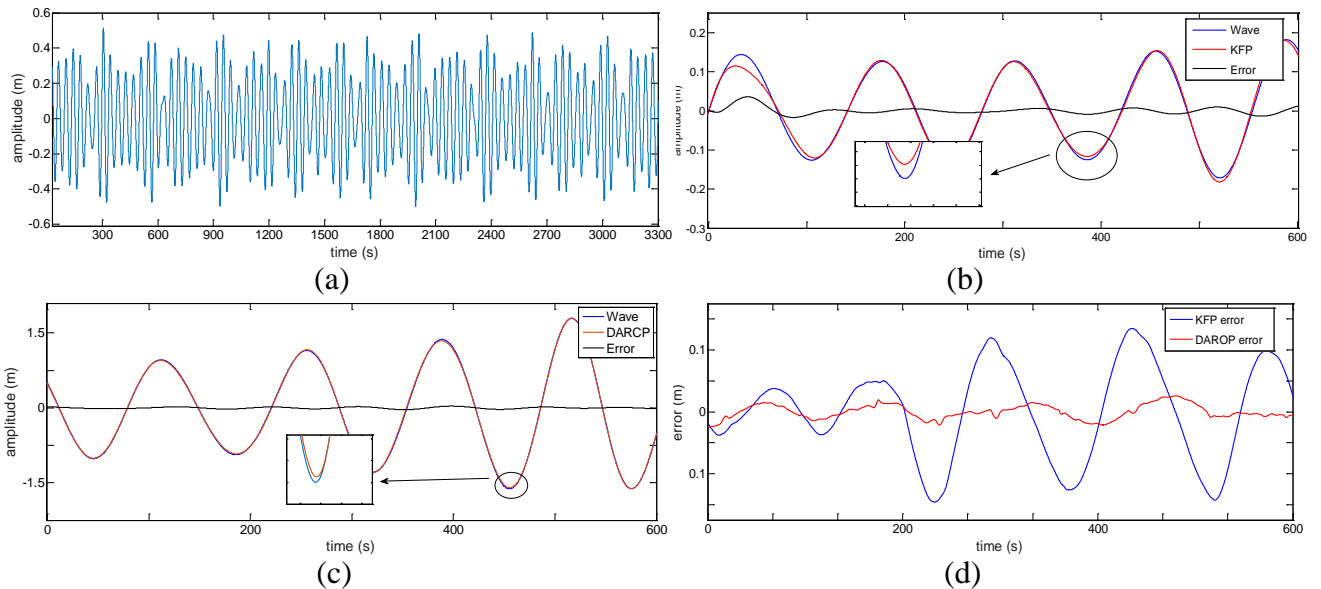 0.6
0.4
0.2
0
-0.2
-0.4
-0.6
amplitude (m)
300 600 900 1200 1500 1800 2100 2400 2700 3000 3300
time (s)
(a)
0.2
0.1
0
-0.1
-0.2
-0.3
amplitude (m)
Wave
KFP
Error
0 200 400 600
time (s)
(b)
1.5
0
-1.5
amplitude (m)
Wave
DARCP
Error
0 200 400 600
time (s)
(c)
0.1
0
0.1
error (m)
KFP error
DAROP error
0 200 400 600
time (s)
(d)